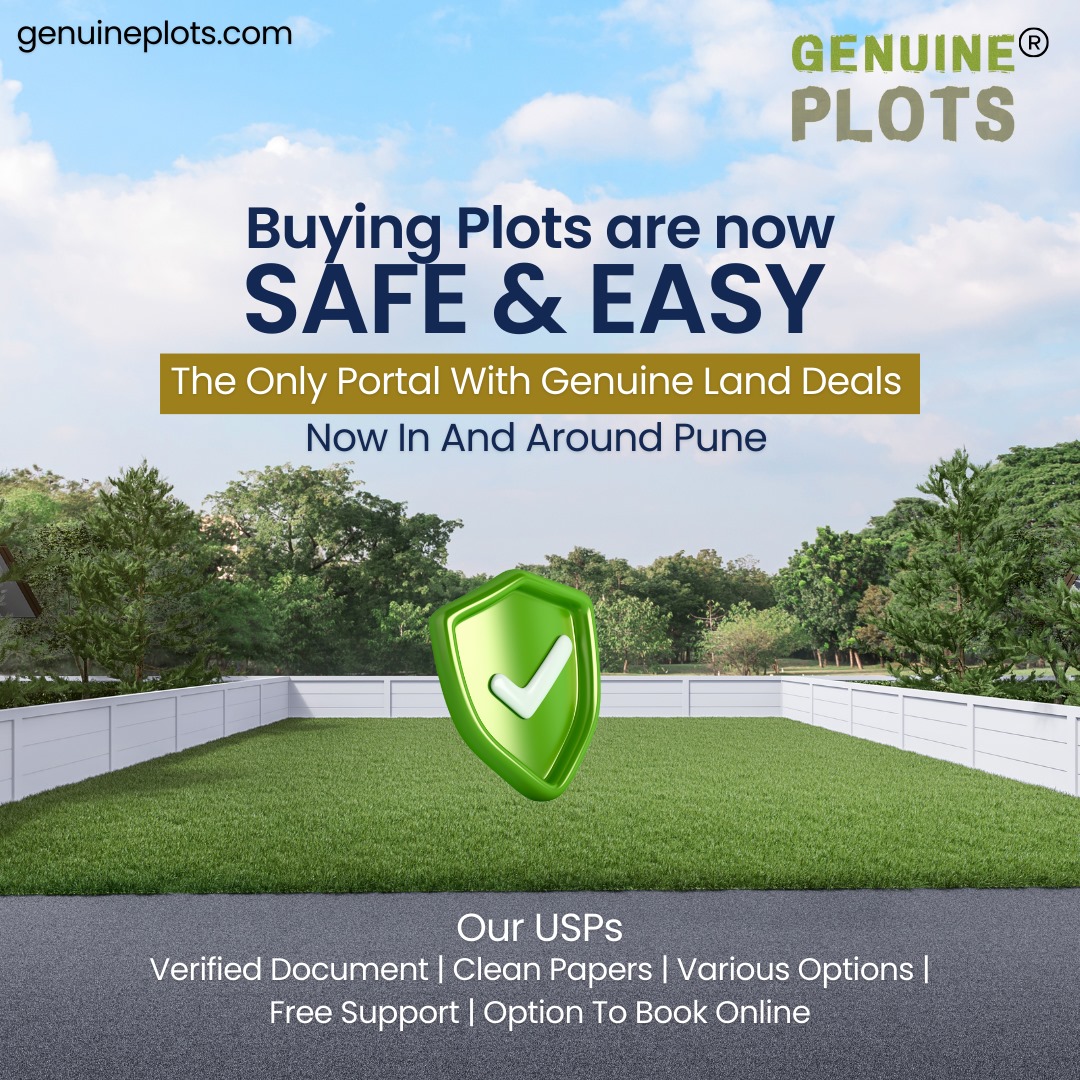 genuineplots.com
GENUINE®
PLOTS
Buying Plots are now
SAFE & EASY
The Only Portal With Genuine Land Deals
Now In And Around Pune
Our USPs
Verified Document | Clean Papers | Various Options |
Free Support | Option To Book Online